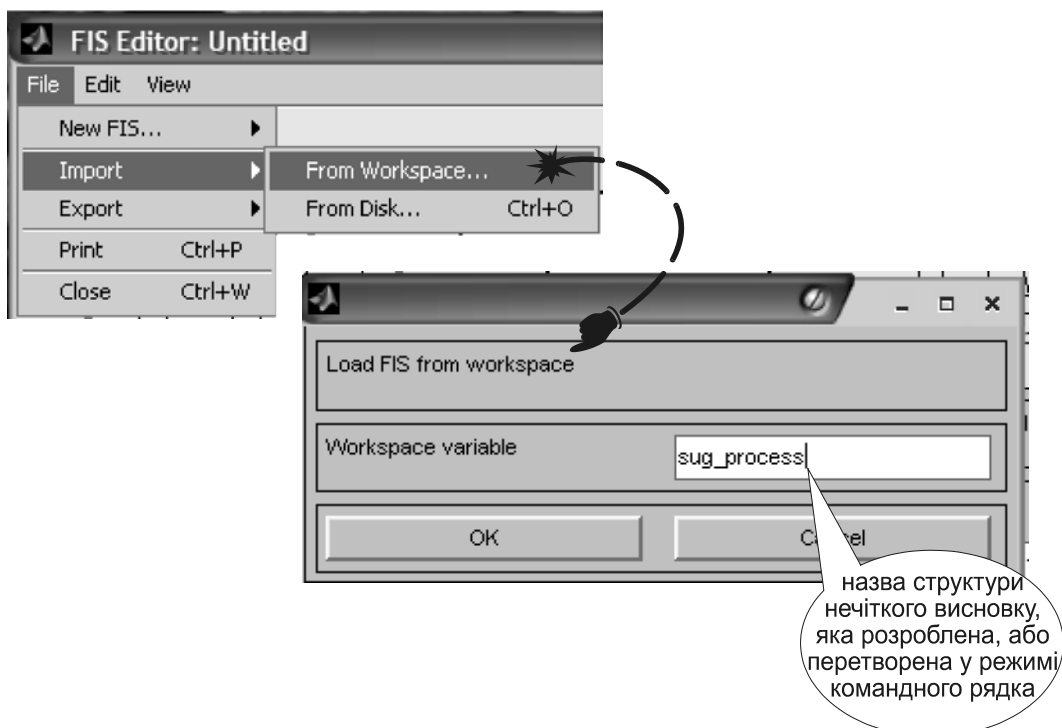 FIS Editor: Untitled
File Edit View
New FIS...
Import
From Workspace...
Export
From Disk... Ctrl+O
Print Ctrl+P
Close Ctrl+W
Load FIS from workspace
Workspace variable
sug_process
OK
назва структури
нечіткого висновку,
яка розроблена, або
перетворена у режимі
командного рядка